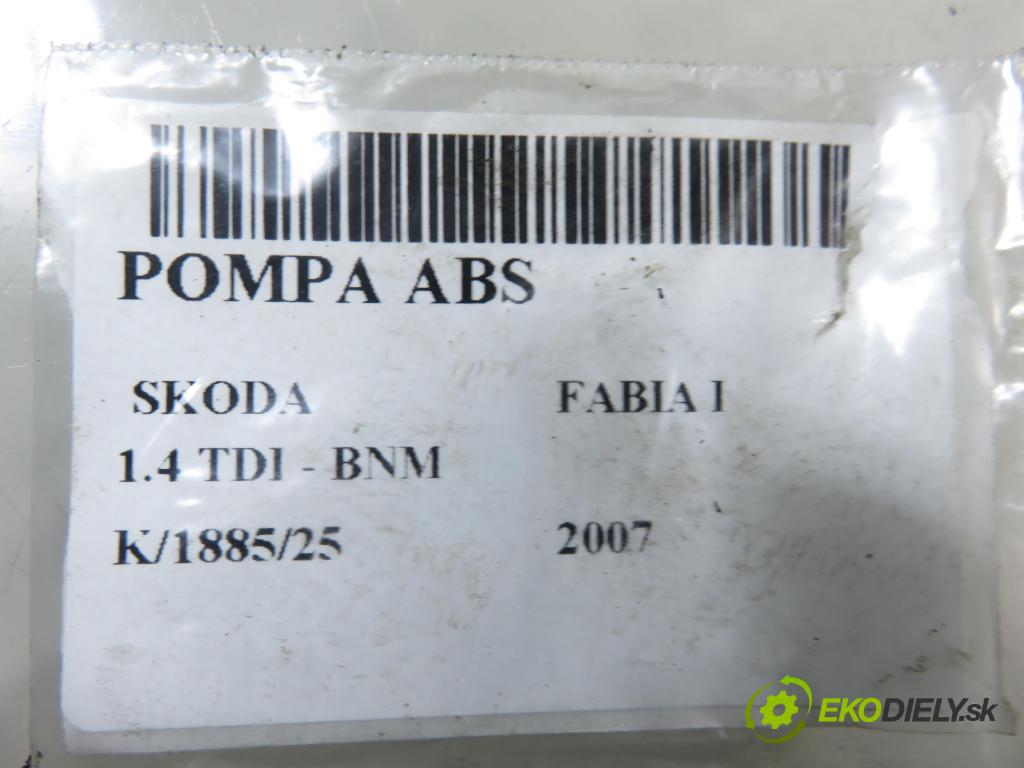 POMPA ABS
SKODA FABIA I
1.4 TDI - BNM
K/1885/25 2007
EKODIELY.sk